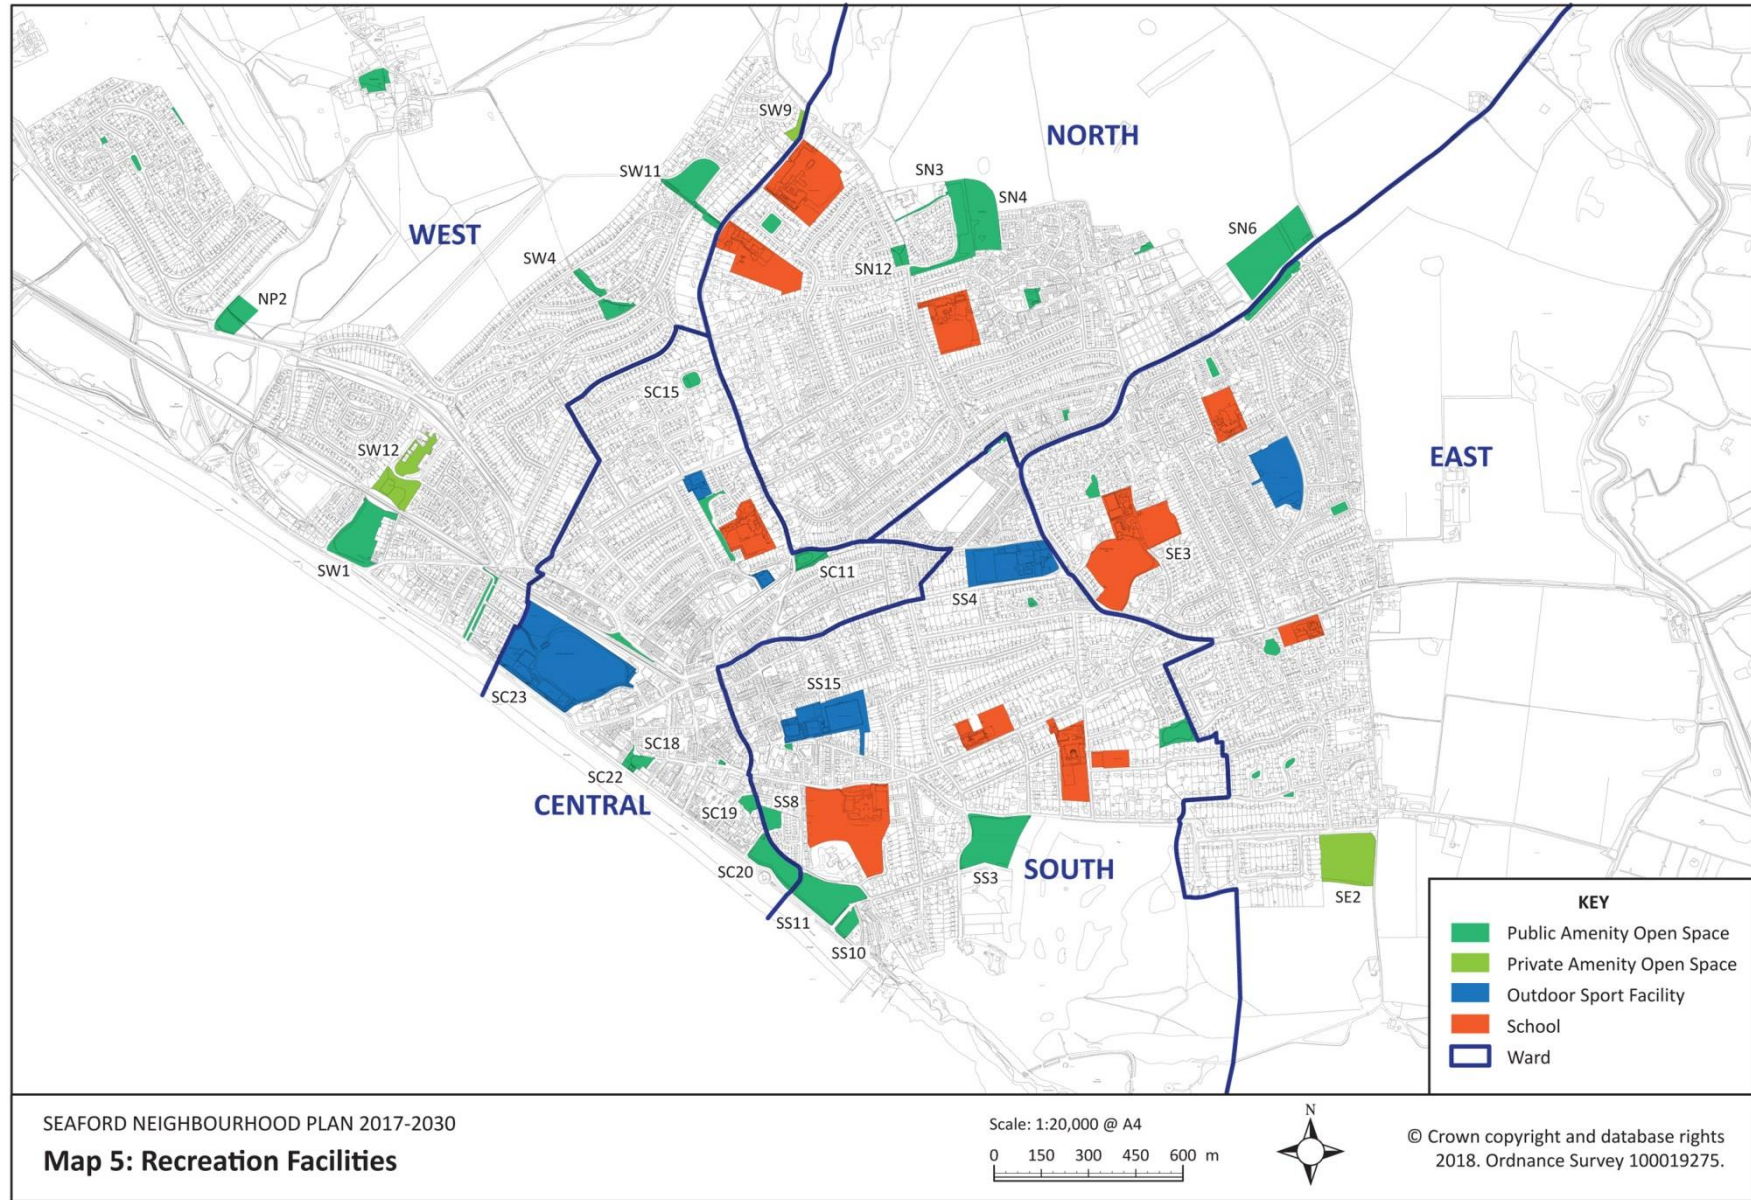 SW9
NORTH
SW11
SN3
SN4
WEST
SN6
SW4
SN12
NP2
SC15
SW12
EAST
SE3
SW1
SC11
SS4
SC23
SS15
SC18
SC22
CENTRAL
SC19
SS8
SC20
SS3
SOUTH
SE2
SS11
SS10
KEY
Public Amenity Open Space
Private Amenity Open Space
Outdoor Sport Facility
School
Ward
SEAFORD NEIGHBOURHOOD PLAN 2017-2030
Map 5: Recreation Facilities
Scale: 1:20,000 @ A4
0 150 300 450 600 m
N
© Crown copyright and database rights
2018. Ordnance Survey 100019275.